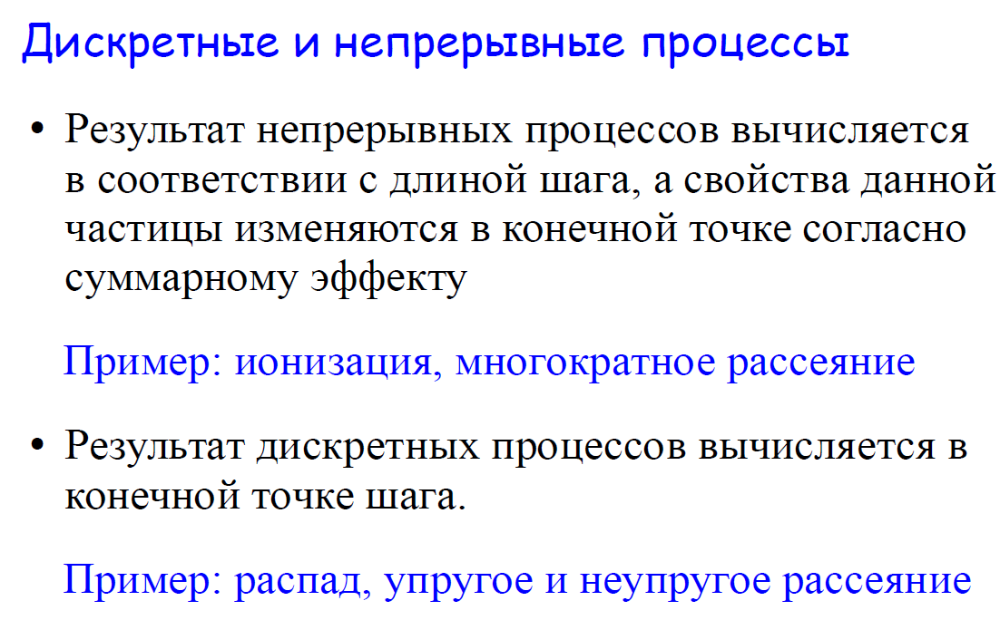 Дискретные и непрерывные процессы
• Результат непрерывных процессов вычисляется
в соответствии с длиной шага, а свойства данной
частицы изменяются в конечной точке согласно
суммарному эффекту
Пример: ионизация, многократное рассеяние
• Результат дискретных процессов вычисляется в
конечной точке шага.
Пример: распад, упругое и неупругое рассеяние